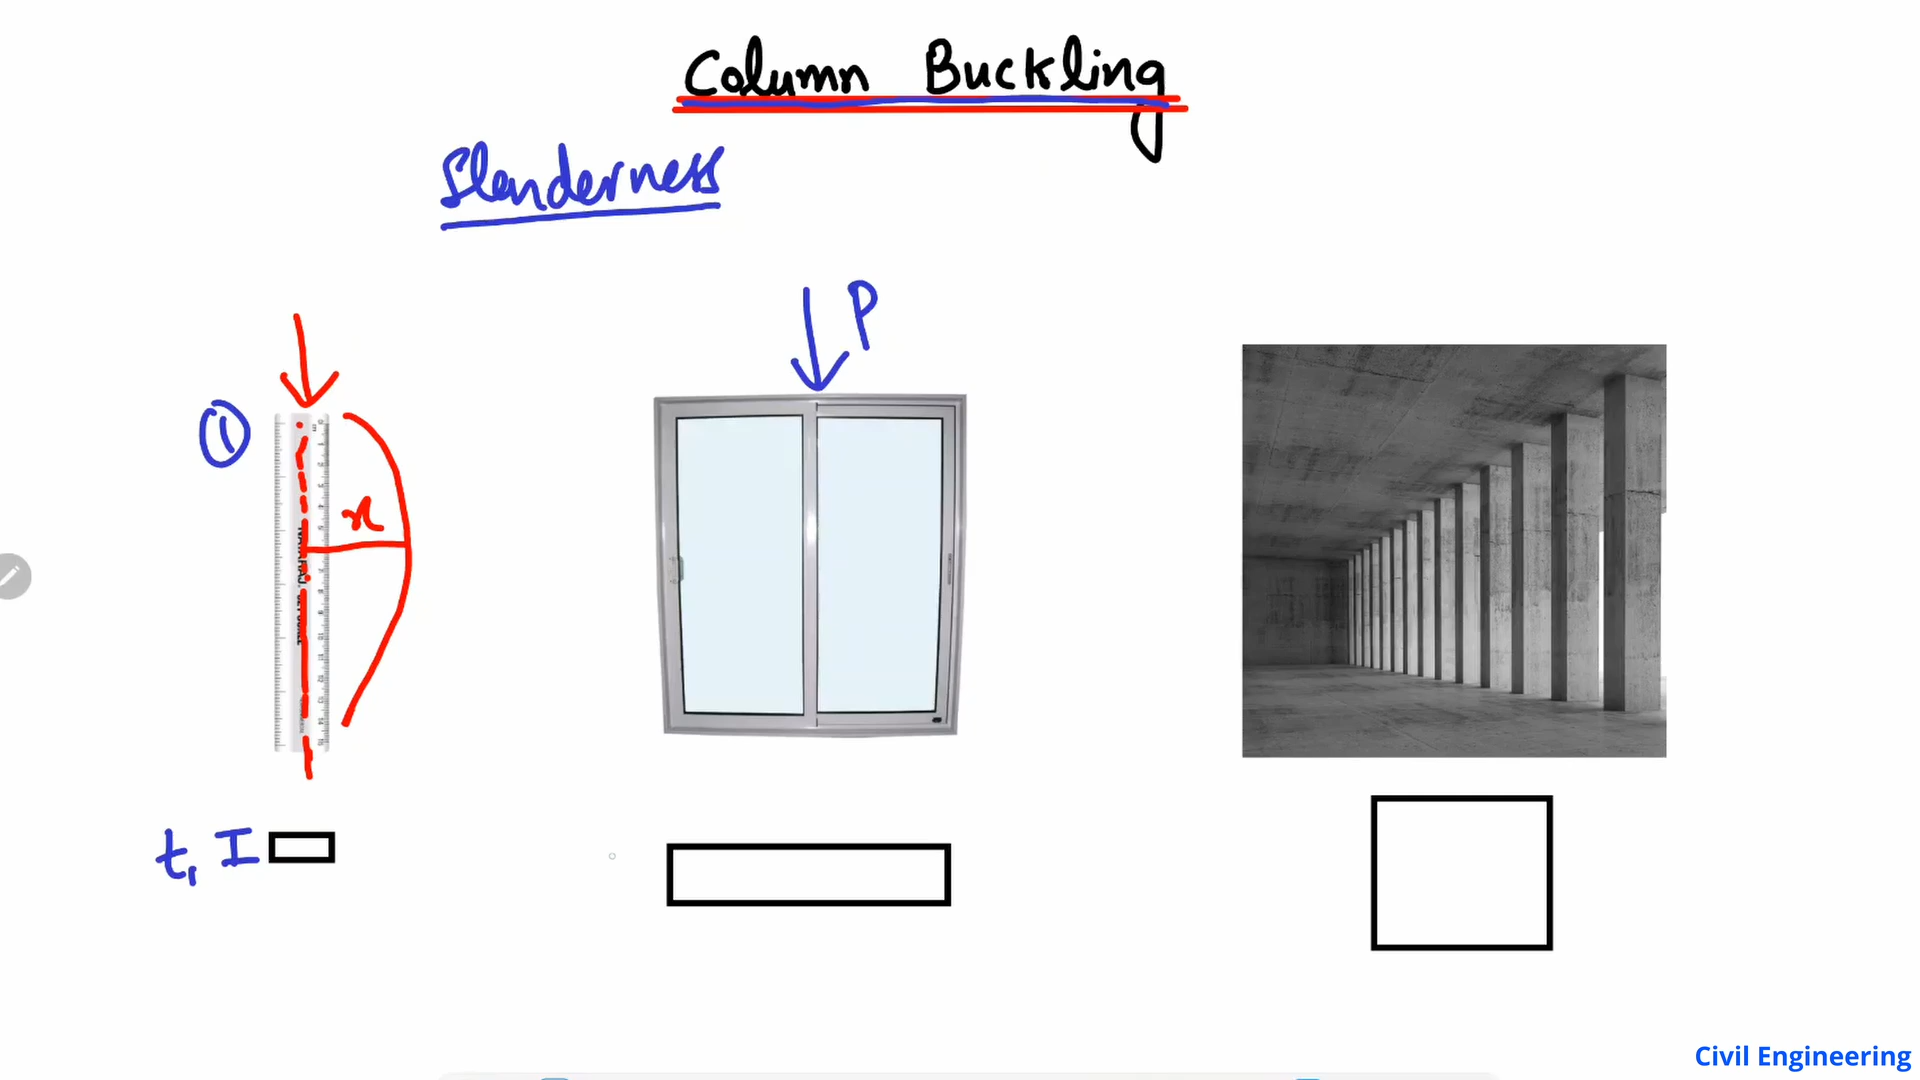 Column Buckling
Slenderness
P
1
x
t, I
Civil Engineering